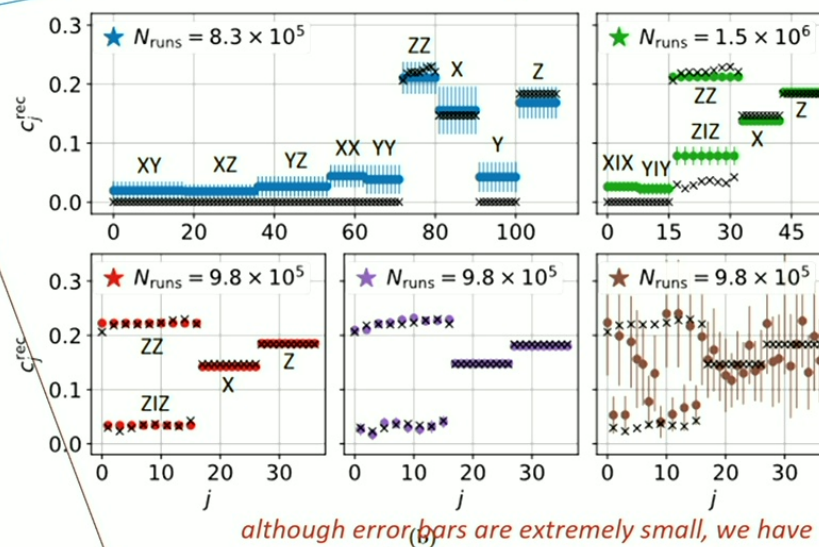 0.3
0.2
0.1
0.0
c_j^rec
★ N_runs = 8.3 × 10^5
XY
XZ
YZ
XX
YY
ZZ
X
Y
Z
0 20 40 60 80 100
★ N_runs = 1.5 × 10^6
XIX
YIY
ZZ
ZIZ
X
Z
0 15 30 45
0.3
0.2
0.1
0.0
c_j^rec
★ N_runs = 9.8 × 10^5
ZZ
X
Z
ZIZ
0 10 20 30
j
★ N_runs = 9.8 × 10^5
0 10 20 30
j
★ N_runs = 9.8 × 10^5
0 10 20 30
j
although error bars are extremely small, we have